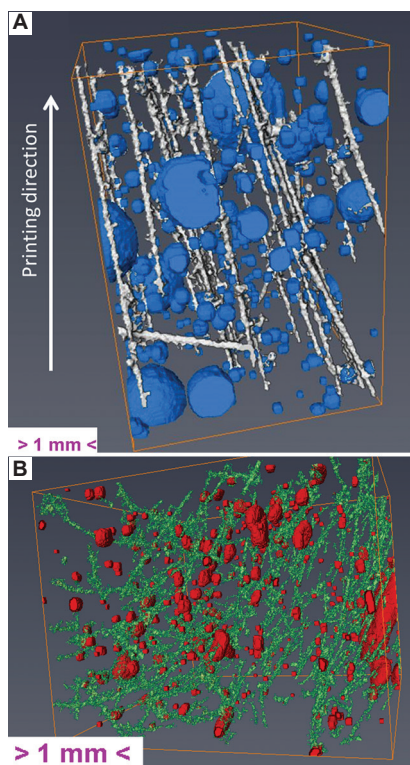 A
Printing direction
> 1 mm <
B
> 1 mm <